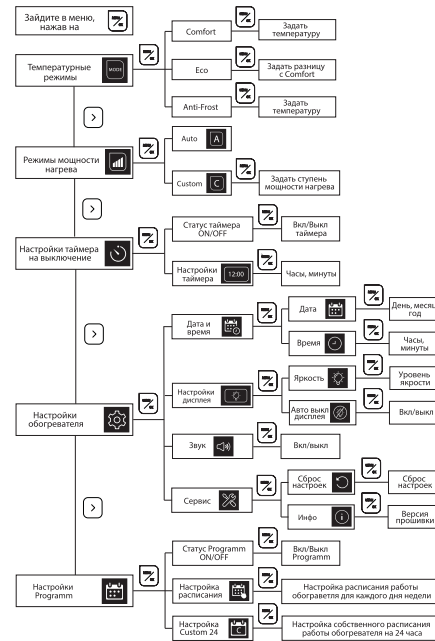 Зайдите в меню,
нажав на
Температурные
режимы
MODE
Comfort
Задать
температуру
Eco
Задать разницу
с Comfort
Anti-Frost
Задать
температуру
Режимы мощности
нагрева
Auto
A
Custom
C
Задать ступень
мощности нагрева
Настройки таймера
на выключение
Статус таймера
ON/OFF
Вкл/Выкл
таймера
Настройки
таймера
12:00
Часы, минуты
Настройки
обогревателя
Дата и
время
Дата
День, месяц
год
Время
Часы,
минуты
Настройки
дисплея
Яркость
Уровень
яркости
Авто выкл
дисплея
Вкл/выкл
Звук
Вкл/выкл
Сервис
Сброс
настроек
Сброс
настроек
Инфо
Версия
прошивки
Настройки
Programm
Статус Programm
ON/OFF
Вкл/Выкл
Programm
Настройка
расписания
Настройка расписания работы
обограветля для каждого дня недели
Настройка
Custom 24
C
Настройка собственного расписания
работы обогревателя на 24 часа